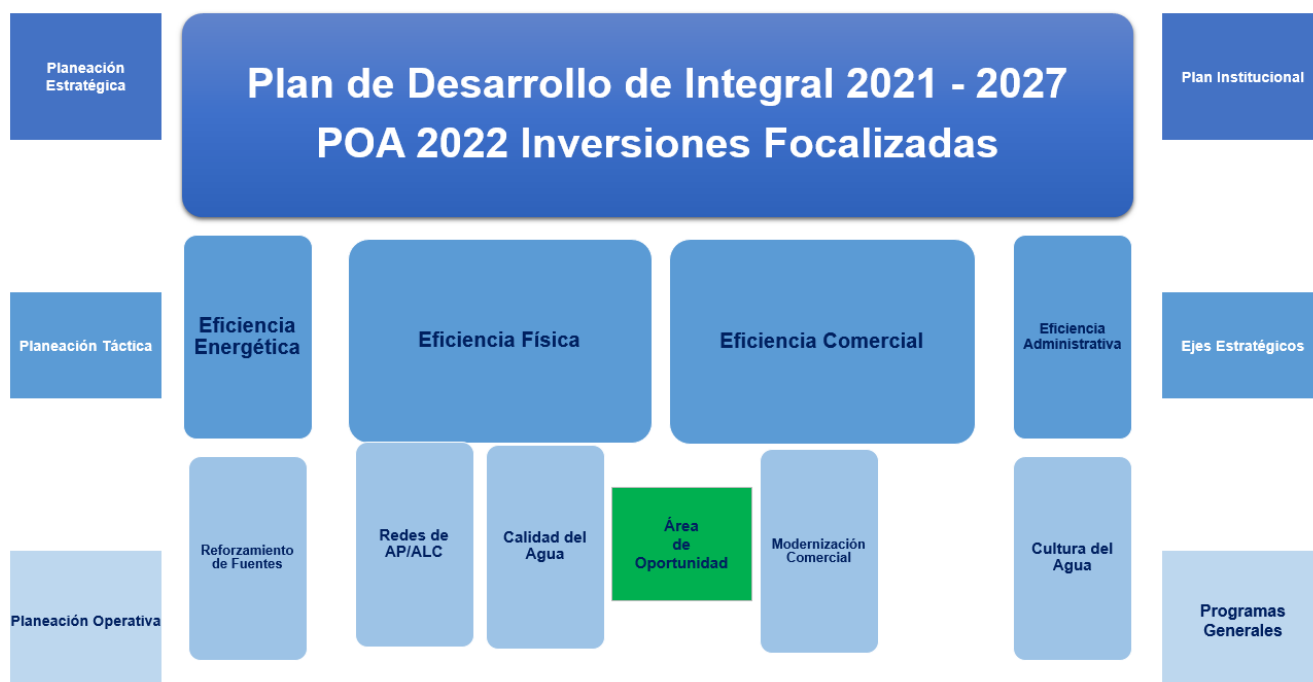 Planeación
Estratégica
Plan de Desarrollo de Integral 2021 - 2027
POA 2022 Inversiones Focalizadas
Plan Institucional
Planeación Táctica
Eficiencia
Energética
Eficiencia Física
Eficiencia Comercial
Eficiencia
Administrativa
Ejes Estratégicos
Planeación Operativa
Reforzamiento
de Fuentes
Redes de
AP/ALC
Calidad del
Agua
Área
de
Oportunidad
Modernización
Comercial
Cultura del
Agua
Programas
Generales